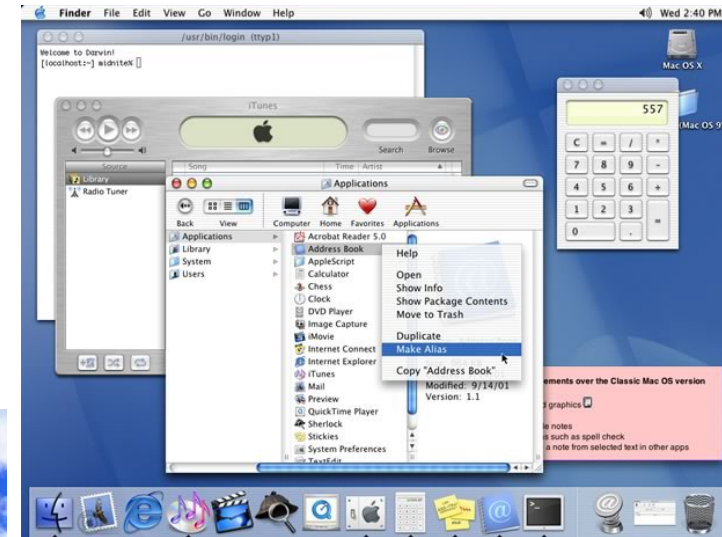 Finder File Edit View Go Window Help
Wed 2:40 PM
/usr/bin/login (ttyp1)
Welcome to Darwin!
[localhost:~] midnite%
Mac OS X
(Mac OS 9)
557
C = / *
7 8 9 -
4 5 6 +
1 2 3 =
0 .
iTunes
Search
Browse
Source
Song Time Artist
Library
Radio Tuner
Applications
Back View Computer Home Favorites Applications
Applications
Library
System
Users
Acrobat Reader 5.0
Address Book
AppleScript
Calculator
Chess
Clock
DVD Player
Image Capture
iMovie
Internet Connect
Internet Explorer
iTunes
Mail
Preview
QuickTime Player
Sherlock
Stickies
System Preferences
TextEdit
Help
Open
Show Info
Show Package Contents
Move to Trash
Duplicate
Make Alias
Copy "Address Book"
Modified: 9/14/01
Version: 1.1
ements over the Classic Mac OS version
d graphics
le notes
s such as spell check
a note from selected text in other apps